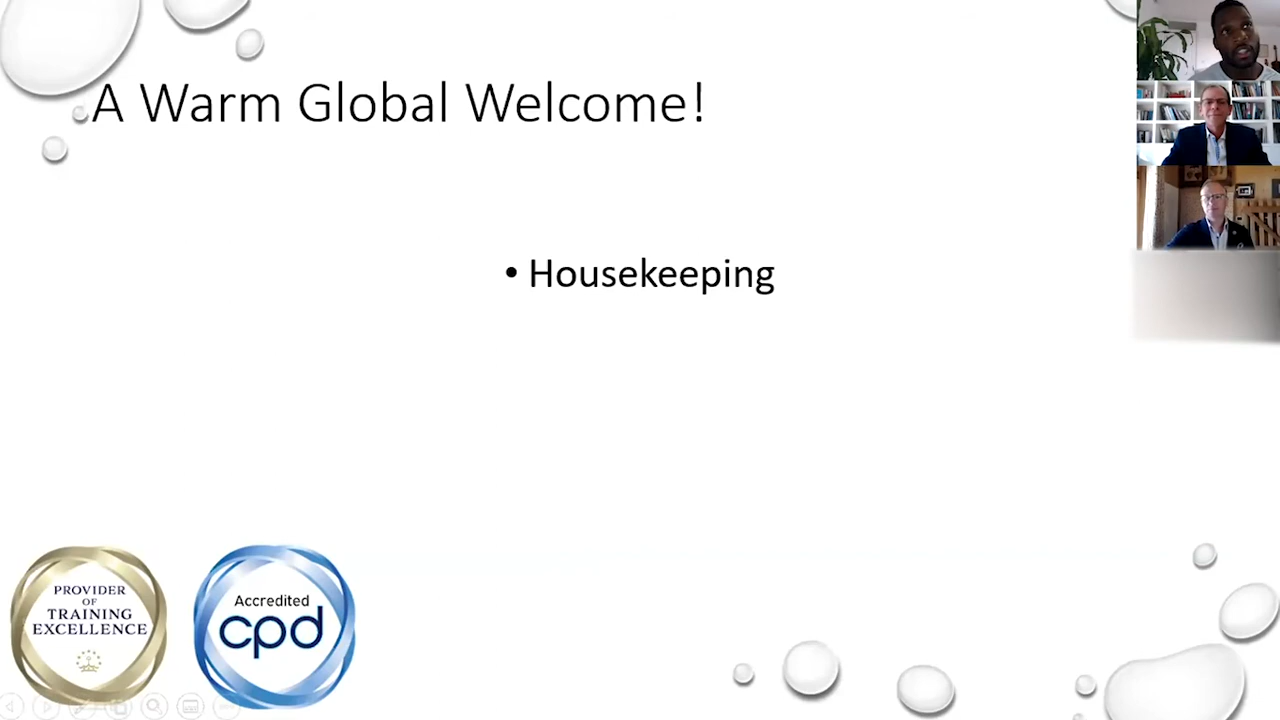 A Warm Global Welcome!
• Housekeeping
PROVIDER
OF
TRAINING
EXCELLENCE
Accredited
cpd